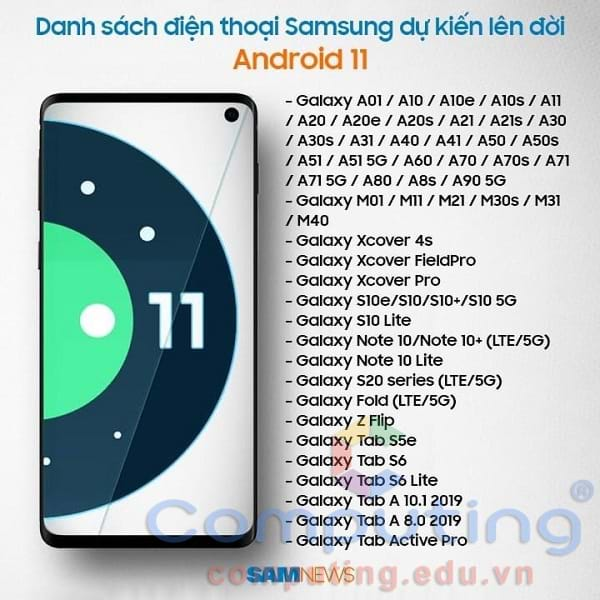 Danh sách điện thoại Samsung dự kiến lên đời
Android 11
- Galaxy A01 / A10 / A10e / A10s / A11
/ A20 / A20e / A20s / A21 / A21s / A30
/ A30s / A31 / A40 / A41 / A50 / A50s
/ A51 / A51 5G / A60 / A70 / A70s / A71
/ A71 5G / A80 / A8s / A90 5G
- Galaxy M01 / M11 / M21 / M30s / M31
/ M40
- Galaxy Xcover 4s
- Galaxy Xcover FieldPro
- Galaxy Xcover Pro
- Galaxy S10e/S10/S10+/S10 5G
- Galaxy S10 Lite
- Galaxy Note 10/Note 10+ (LTE/5G)
- Galaxy Note 10 Lite
- Galaxy S20 series (LTE/5G)
- Galaxy Fold (LTE/5G)
- Galaxy Z Flip
- Galaxy Tab S5e
- Galaxy Tab S6
- Galaxy Tab S6 Lite
- Galaxy Tab A 10.1 2019
- Galaxy Tab A 8.0 2019
- Galaxy Tab Active Pro
11
Computing®
SAMNEWS
computing.edu.vn